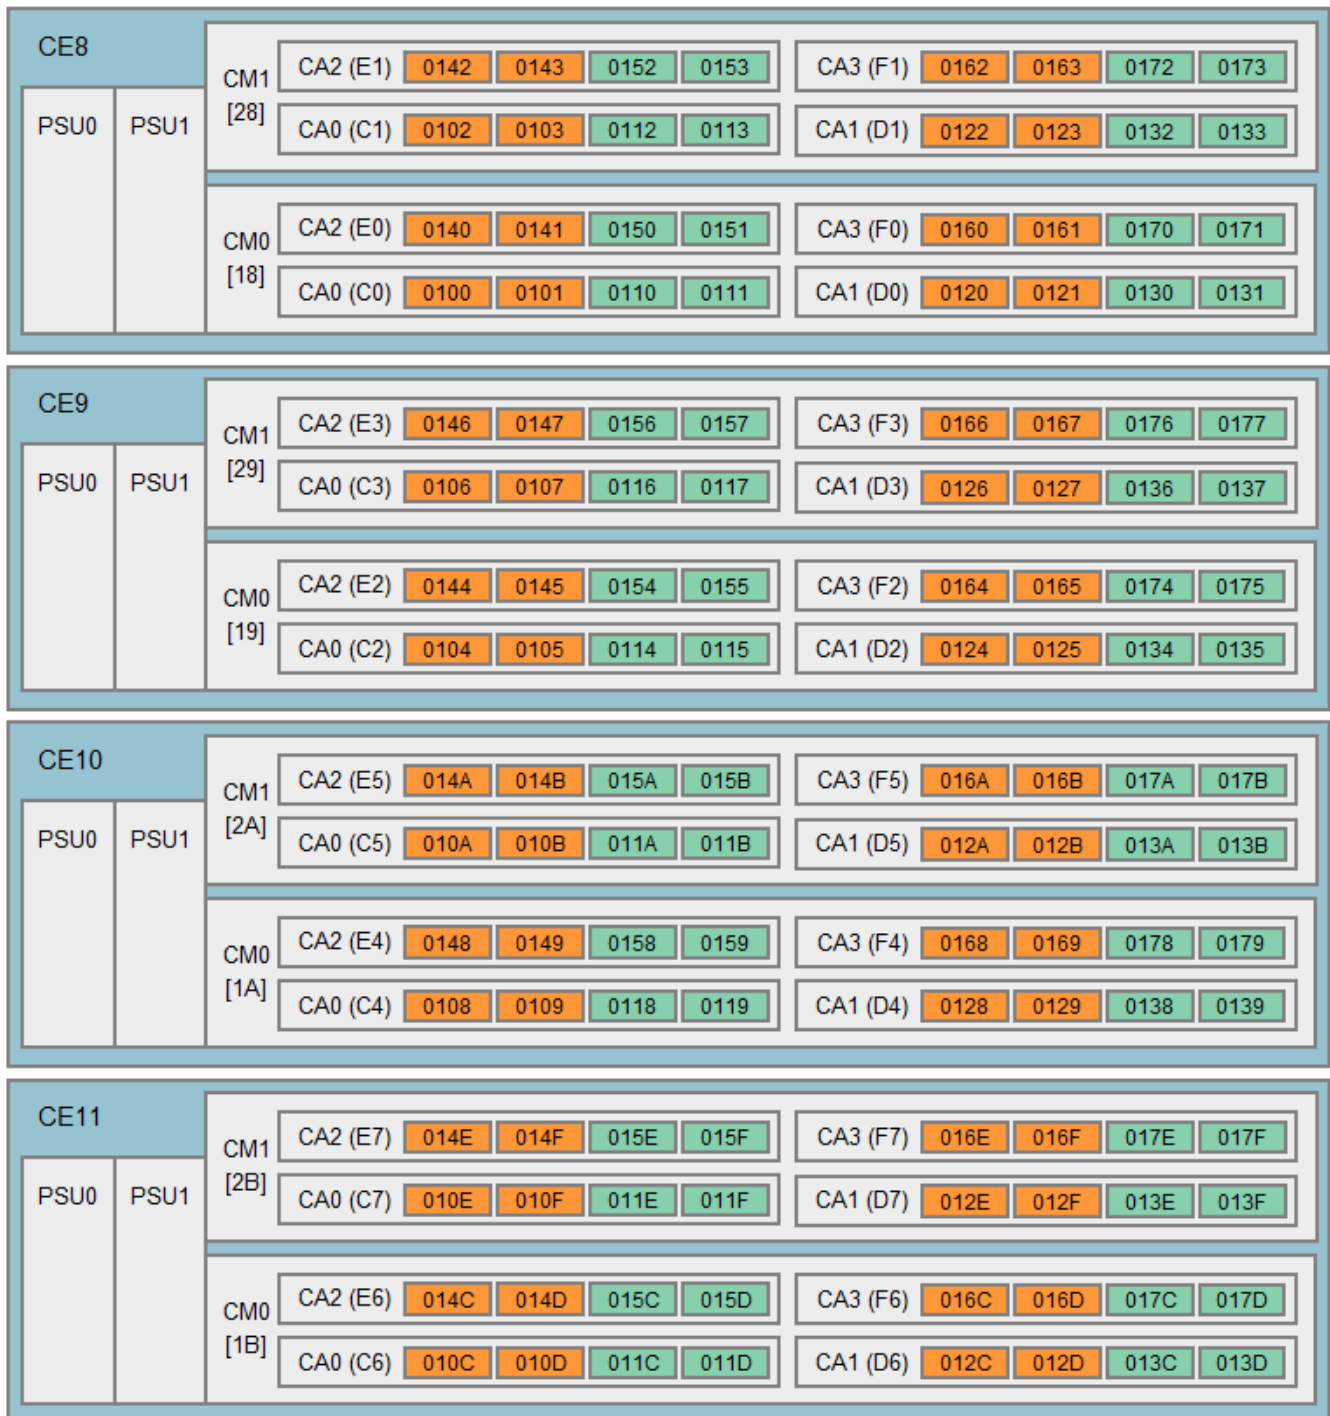 CE8
PSU0 PSU1
CM1
[28]
CA2 (E1) 0142 0143 0152 0153 CA3 (F1) 0162 0163 0172 0173
CA0 (C1) 0102 0103 0112 0113 CA1 (D1) 0122 0123 0132 0133
CM0
[18]
CA2 (E0) 0140 0141 0150 0151 CA3 (F0) 0160 0161 0170 0171
CA0 (C0) 0100 0101 0110 0111 CA1 (D0) 0120 0121 0130 0131
CE9
PSU0 PSU1
CM1
[29]
CA2 (E3) 0146 0147 0156 0157 CA3 (F3) 0166 0167 0176 0177
CA0 (C3) 0106 0107 0116 0117 CA1 (D3) 0126 0127 0136 0137
CM0
[19]
CA2 (E2) 0144 0145 0154 0155 CA3 (F2) 0164 0165 0174 0175
CA0 (C2) 0104 0105 0114 0115 CA1 (D2) 0124 0125 0134 0135
CE10
PSU0 PSU1
CM1
[2A]
CA2 (E5) 014A 014B 015A 015B CA3 (F5) 016A 016B 017A 017B
CA0 (C5) 010A 010B 011A 011B CA1 (D5) 012A 012B 013A 013B
CM0
[1A]
CA2 (E4) 0148 0149 0158 0159 CA3 (F4) 0168 0169 0178 0179
CA0 (C4) 0108 0109 0118 0119 CA1 (D4) 0128 0129 0138 0139
CE11
PSU0 PSU1
CM1
[2B]
CA2 (E7) 014E 014F 015E 015F CA3 (F7) 016E 016F 017E 017F
CA0 (C7) 010E 010F 011E 011F CA1 (D7) 012E 012F 013E 013F
CM0
[1B]
CA2 (E6) 014C 014D 015C 015D CA3 (F6) 016C 016D 017C 017D
CA0 (C6) 010C 010D 011C 011D CA1 (D6) 012C 012D 013C 013D